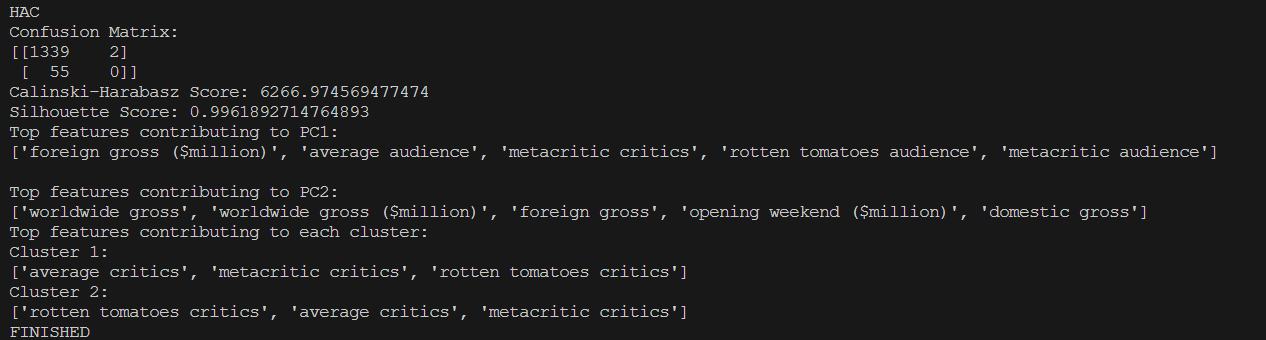 HAC
Confusion Matrix:
[[1339    2]
 [  55    0]]
Calinski-Harabasz Score: 6266.974569477474
Silhouette Score: 0.9961892714764893
Top features contributing to PC1:
['foreign gross ($million)', 'average audience', 'metacritic critics', 'rotten tomatoes audience', 'metacritic audience']
Top features contributing to PC2:
['worldwide gross', 'worldwide gross ($million)', 'foreign gross', 'opening weekend ($million)', 'domestic gross']
Top features contributing to each cluster:
Cluster 1:
['average critics', 'metacritic critics', 'rotten tomatoes critics']
Cluster 2:
['rotten tomatoes critics', 'average critics', 'metacritic critics']
FINISHED